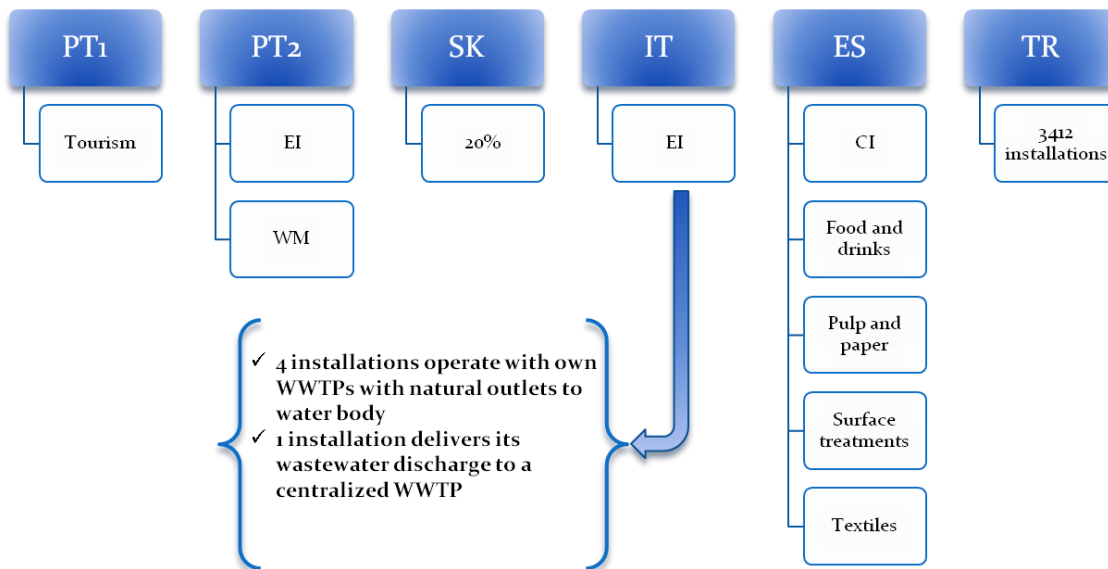 PT1
PT2
SK
IT
ES
TR
Tourism
EI
20%
EI
CI
3412
installations
WM
Food and
drinks
Pulp and
paper
Surface
treatments
Textiles
✓ 4 installations operate with own
WWTPs with natural outlets to
water body
✓ 1 installation delivers its
wastewater discharge to a
centralized WWTP